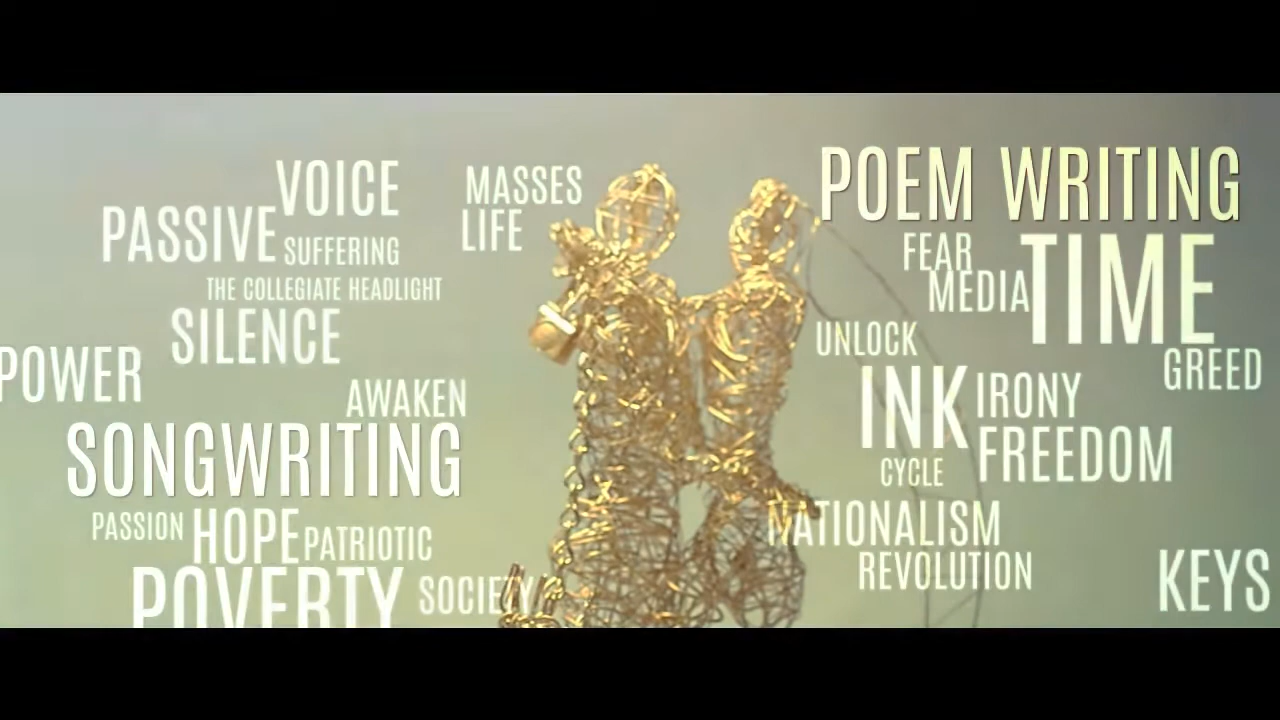 VOICE
PASSIVE
SUFFERING
THE COLLEGIATE HEADLIGHT
SILENCE
POWER
AWAKEN
SONGWRITING
PASSION
HOPE
PATRIOTIC
POVERTY
SOCIETY
MASSES
LIFE
POEM WRITING
FEAR
TIME
MEDIA
UNLOCK
GREED
INK
IRONY
FREEDOM
CYCLE
NATIONALISM
REVOLUTION
KEYS